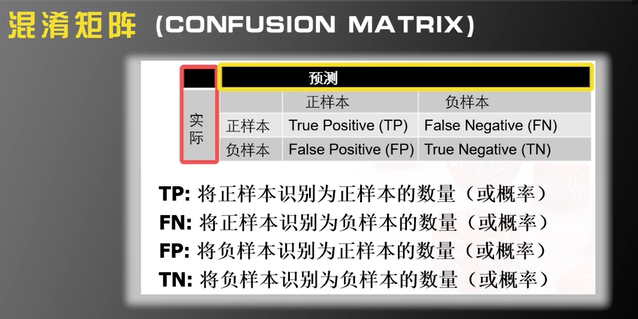 混淆矩阵 (CONFUSION MATRIX)
预测
正样本 负样本
实际
正样本 True Positive (TP) False Negative (FN)
负样本 False Positive (FP) True Negative (TN)
TP: 将正样本识别为正样本的数量（或概率）
FN: 将正样本识别为负样本的数量（或概率）
FP: 将负样本识别为正样本的数量（或概率）
TN: 将负样本识别为负样本的数量（或概率）